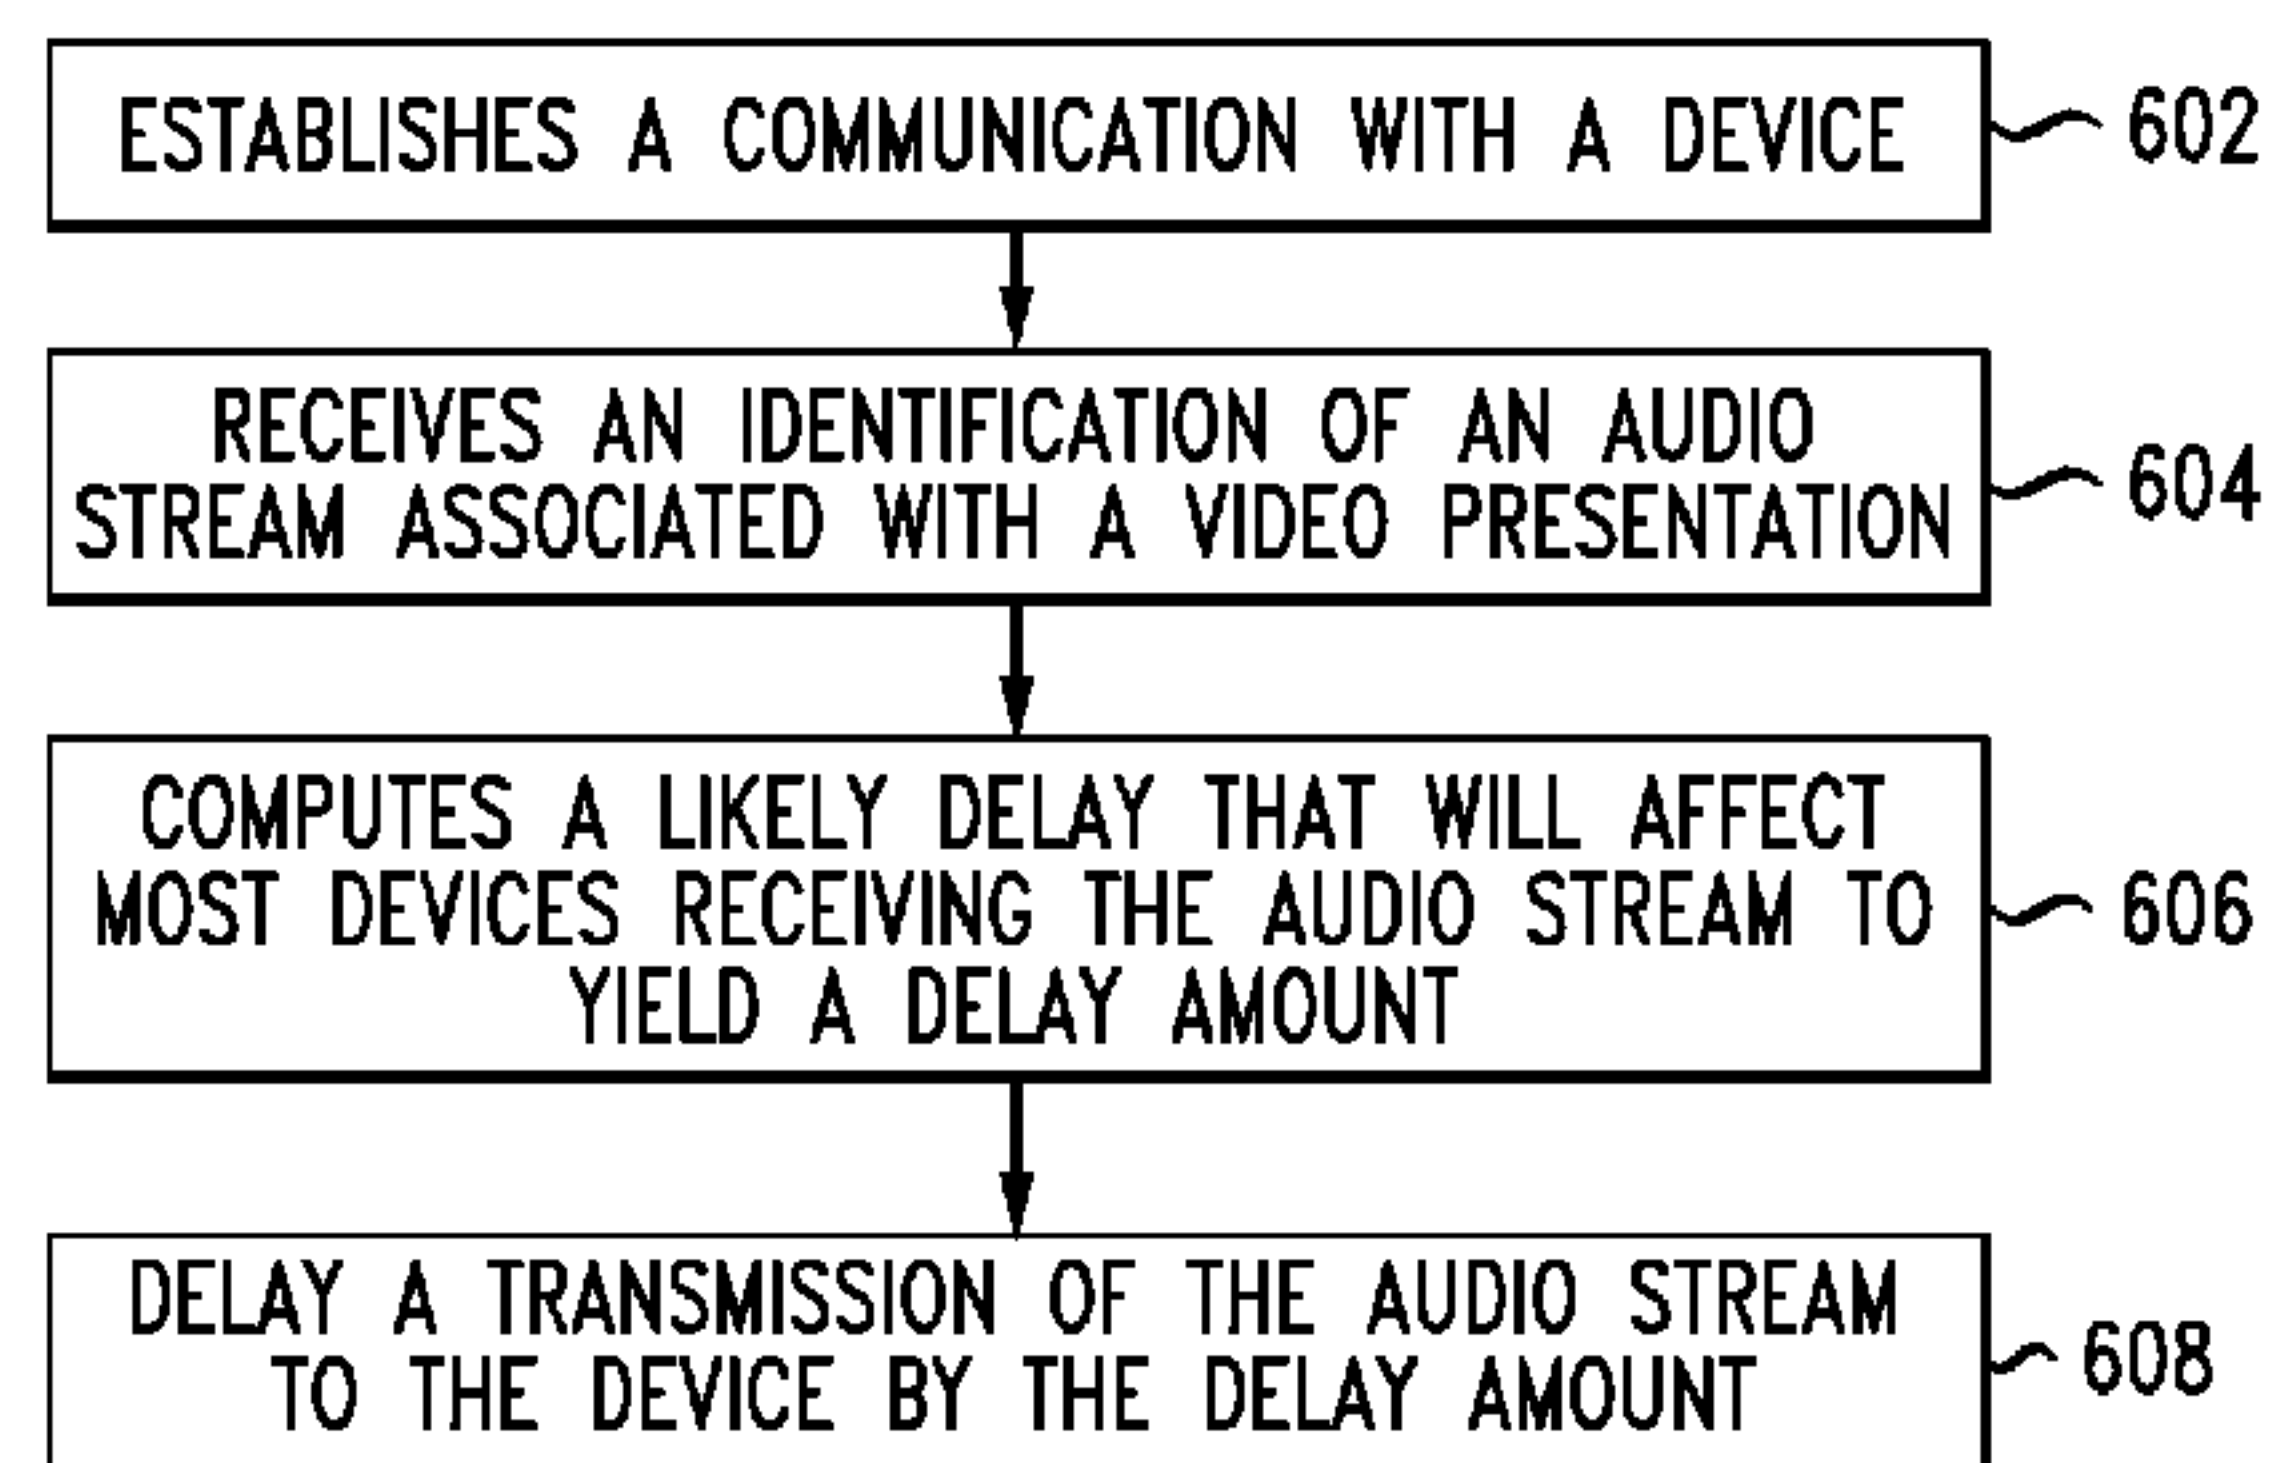 ESTABLISHES A COMMUNICATION WITH A DEVICE
602
RECEIVES AN IDENTIFICATION OF AN AUDIO
STREAM ASSOCIATED WITH A VIDEO PRESENTATION
604
COMPUTES A LIKELY DELAY THAT WILL AFFECT
MOST DEVICES RECEIVING THE AUDIO STREAM TO
YIELD A DELAY AMOUNT
606
DELAY A TRANSMISSION OF THE AUDIO STREAM
TO THE DEVICE BY THE DELAY AMOUNT
608